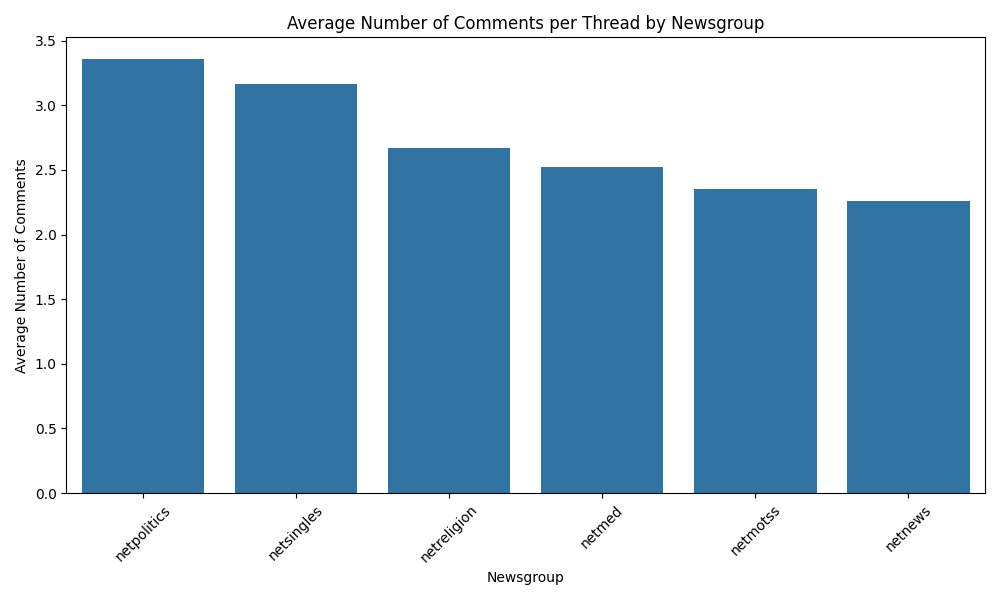 Average Number of Comments per Thread by Newsgroup
3.5
3.0
2.5
2.0
1.5
1.0
0.5
0.0
Average Number of Comments
netpolitics
netsingles
netreligion
netmed
netmotss
netnews
Newsgroup